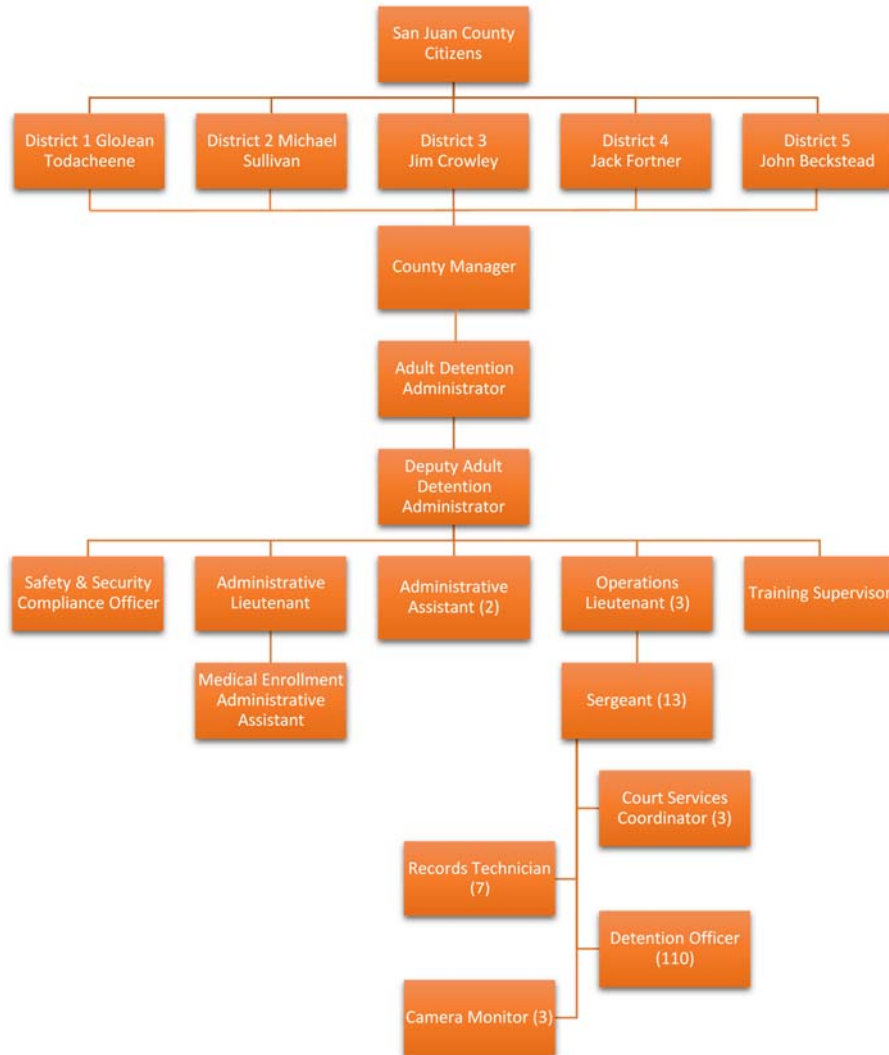 San Juan County
Citizens
District 1 GloJean
Todacheene
District 2 Michael
Sullivan
District 3
Jim Crowley
District 4
Jack Fortner
District 5
John Beckstead
County Manager
Adult Detention
Administrator
Deputy Adult
Detention
Administrator
Safety & Security
Compliance Officer
Administrative
Lieutenant
Administrative
Assistant (2)
Operations
Lieutenant (3)
Training Supervisor
Medical Enrollment
Administrative
Assistant
Sergeant (13)
Court Services
Coordinator (3)
Records Technician
(7)
Detention Officer
(110)
Camera Monitor (3)